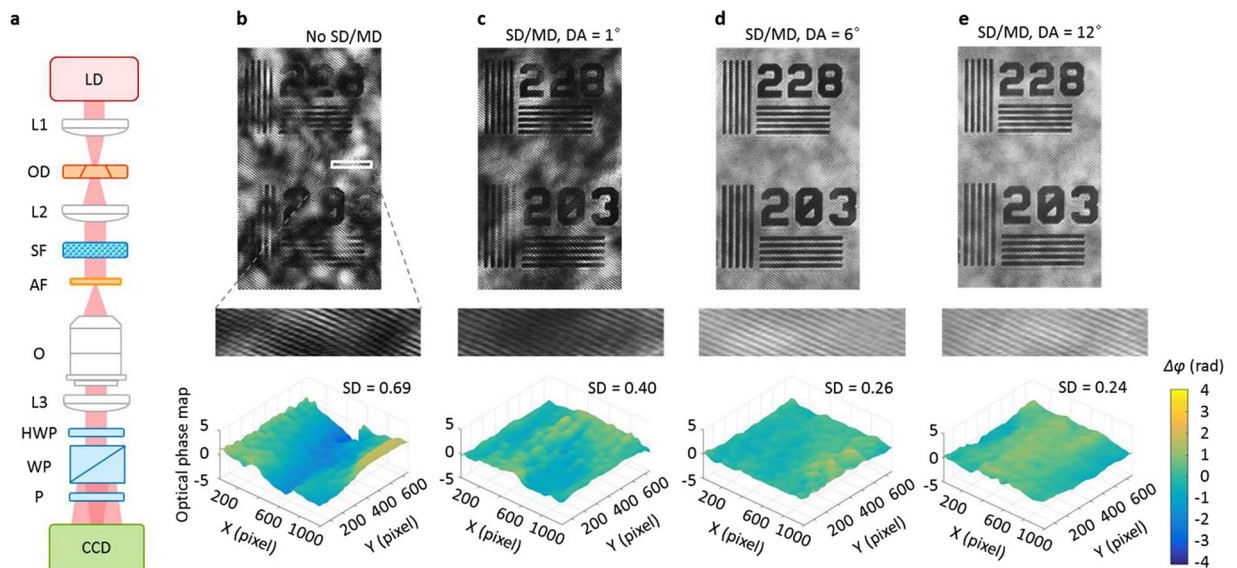 a
LD
L1
OD
L2
SF
AF
O
L3
HWP
WP
P
CCD
b
No SD/MD
228
c
SD/MD, DA = 1°
228
203
d
SD/MD, DA = 6°
228
203
e
SD/MD, DA = 12°
228
203
Optical phase map
SD = 0.69
5
0
-5
200
600
1000
X (pixel)
200
400
600
Y (pixel)
SD = 0.40
5
0
-5
200
600
1000
X (pixel)
200
400
600
Y (pixel)
SD = 0.26
5
0
-5
200
600
1000
X (pixel)
200
400
600
Y (pixel)
SD = 0.24
5
0
-5
200
600
1000
X (pixel)
200
400
600
Y (pixel)
Δφ (rad)
4
3
2
1
0
-1
-2
-3
-4